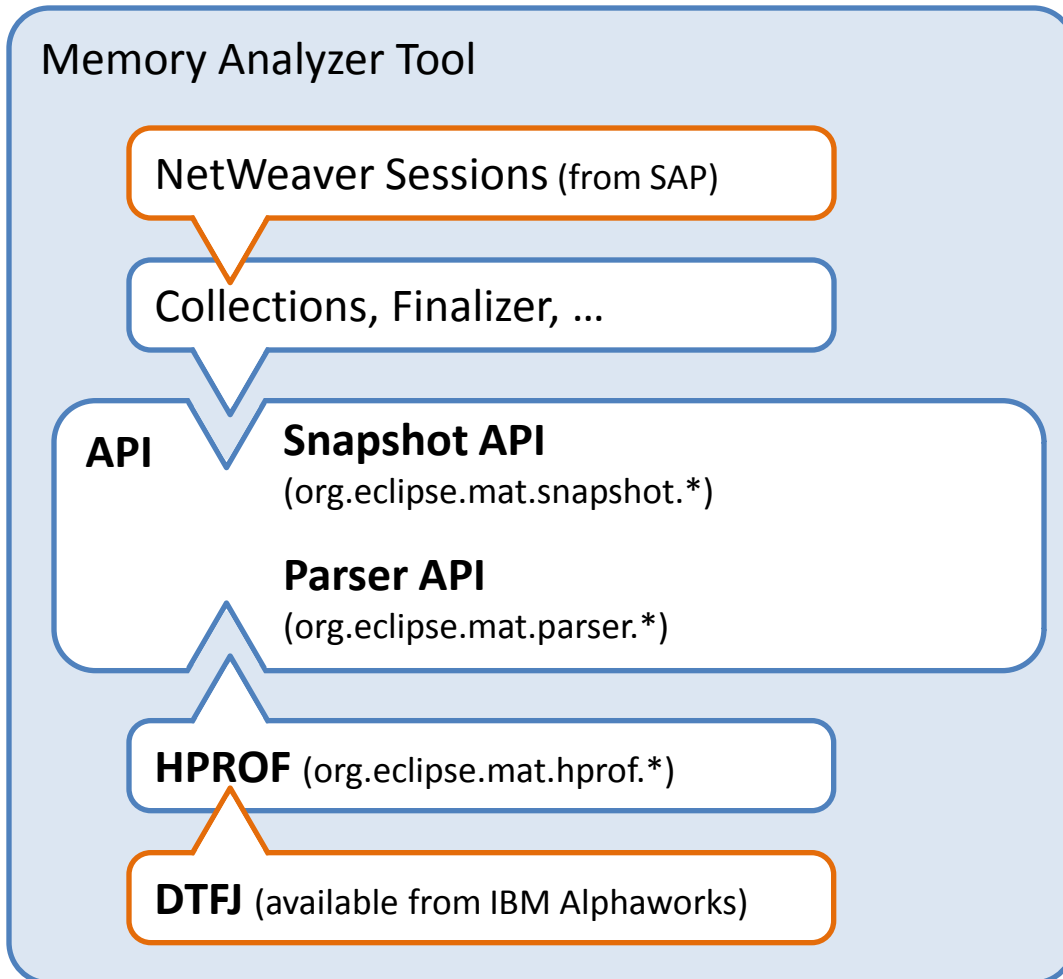 Memory Analyzer Tool
NetWeaver Sessions (from SAP)
Collections, Finalizer, …
API
Snapshot API
(org.eclipse.mat.snapshot.*)
Parser API
(org.eclipse.mat.parser.*)
HPROF (org.eclipse.mat.hprof.*)
DTFJ (available from IBM Alphaworks)